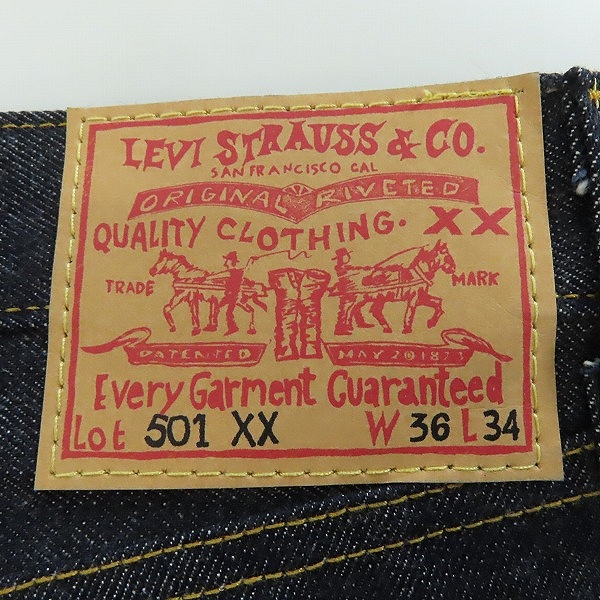 LEVI STRAUSS & CO.
SAN FRANCISCO CAL
ORIGINAL RIVETED
QUALITY CLOTHING. XX
TRADE MARK
PATENTED MAY 20 1873
Every Garment Guaranteed
Lot 501 XX W 36 L 34